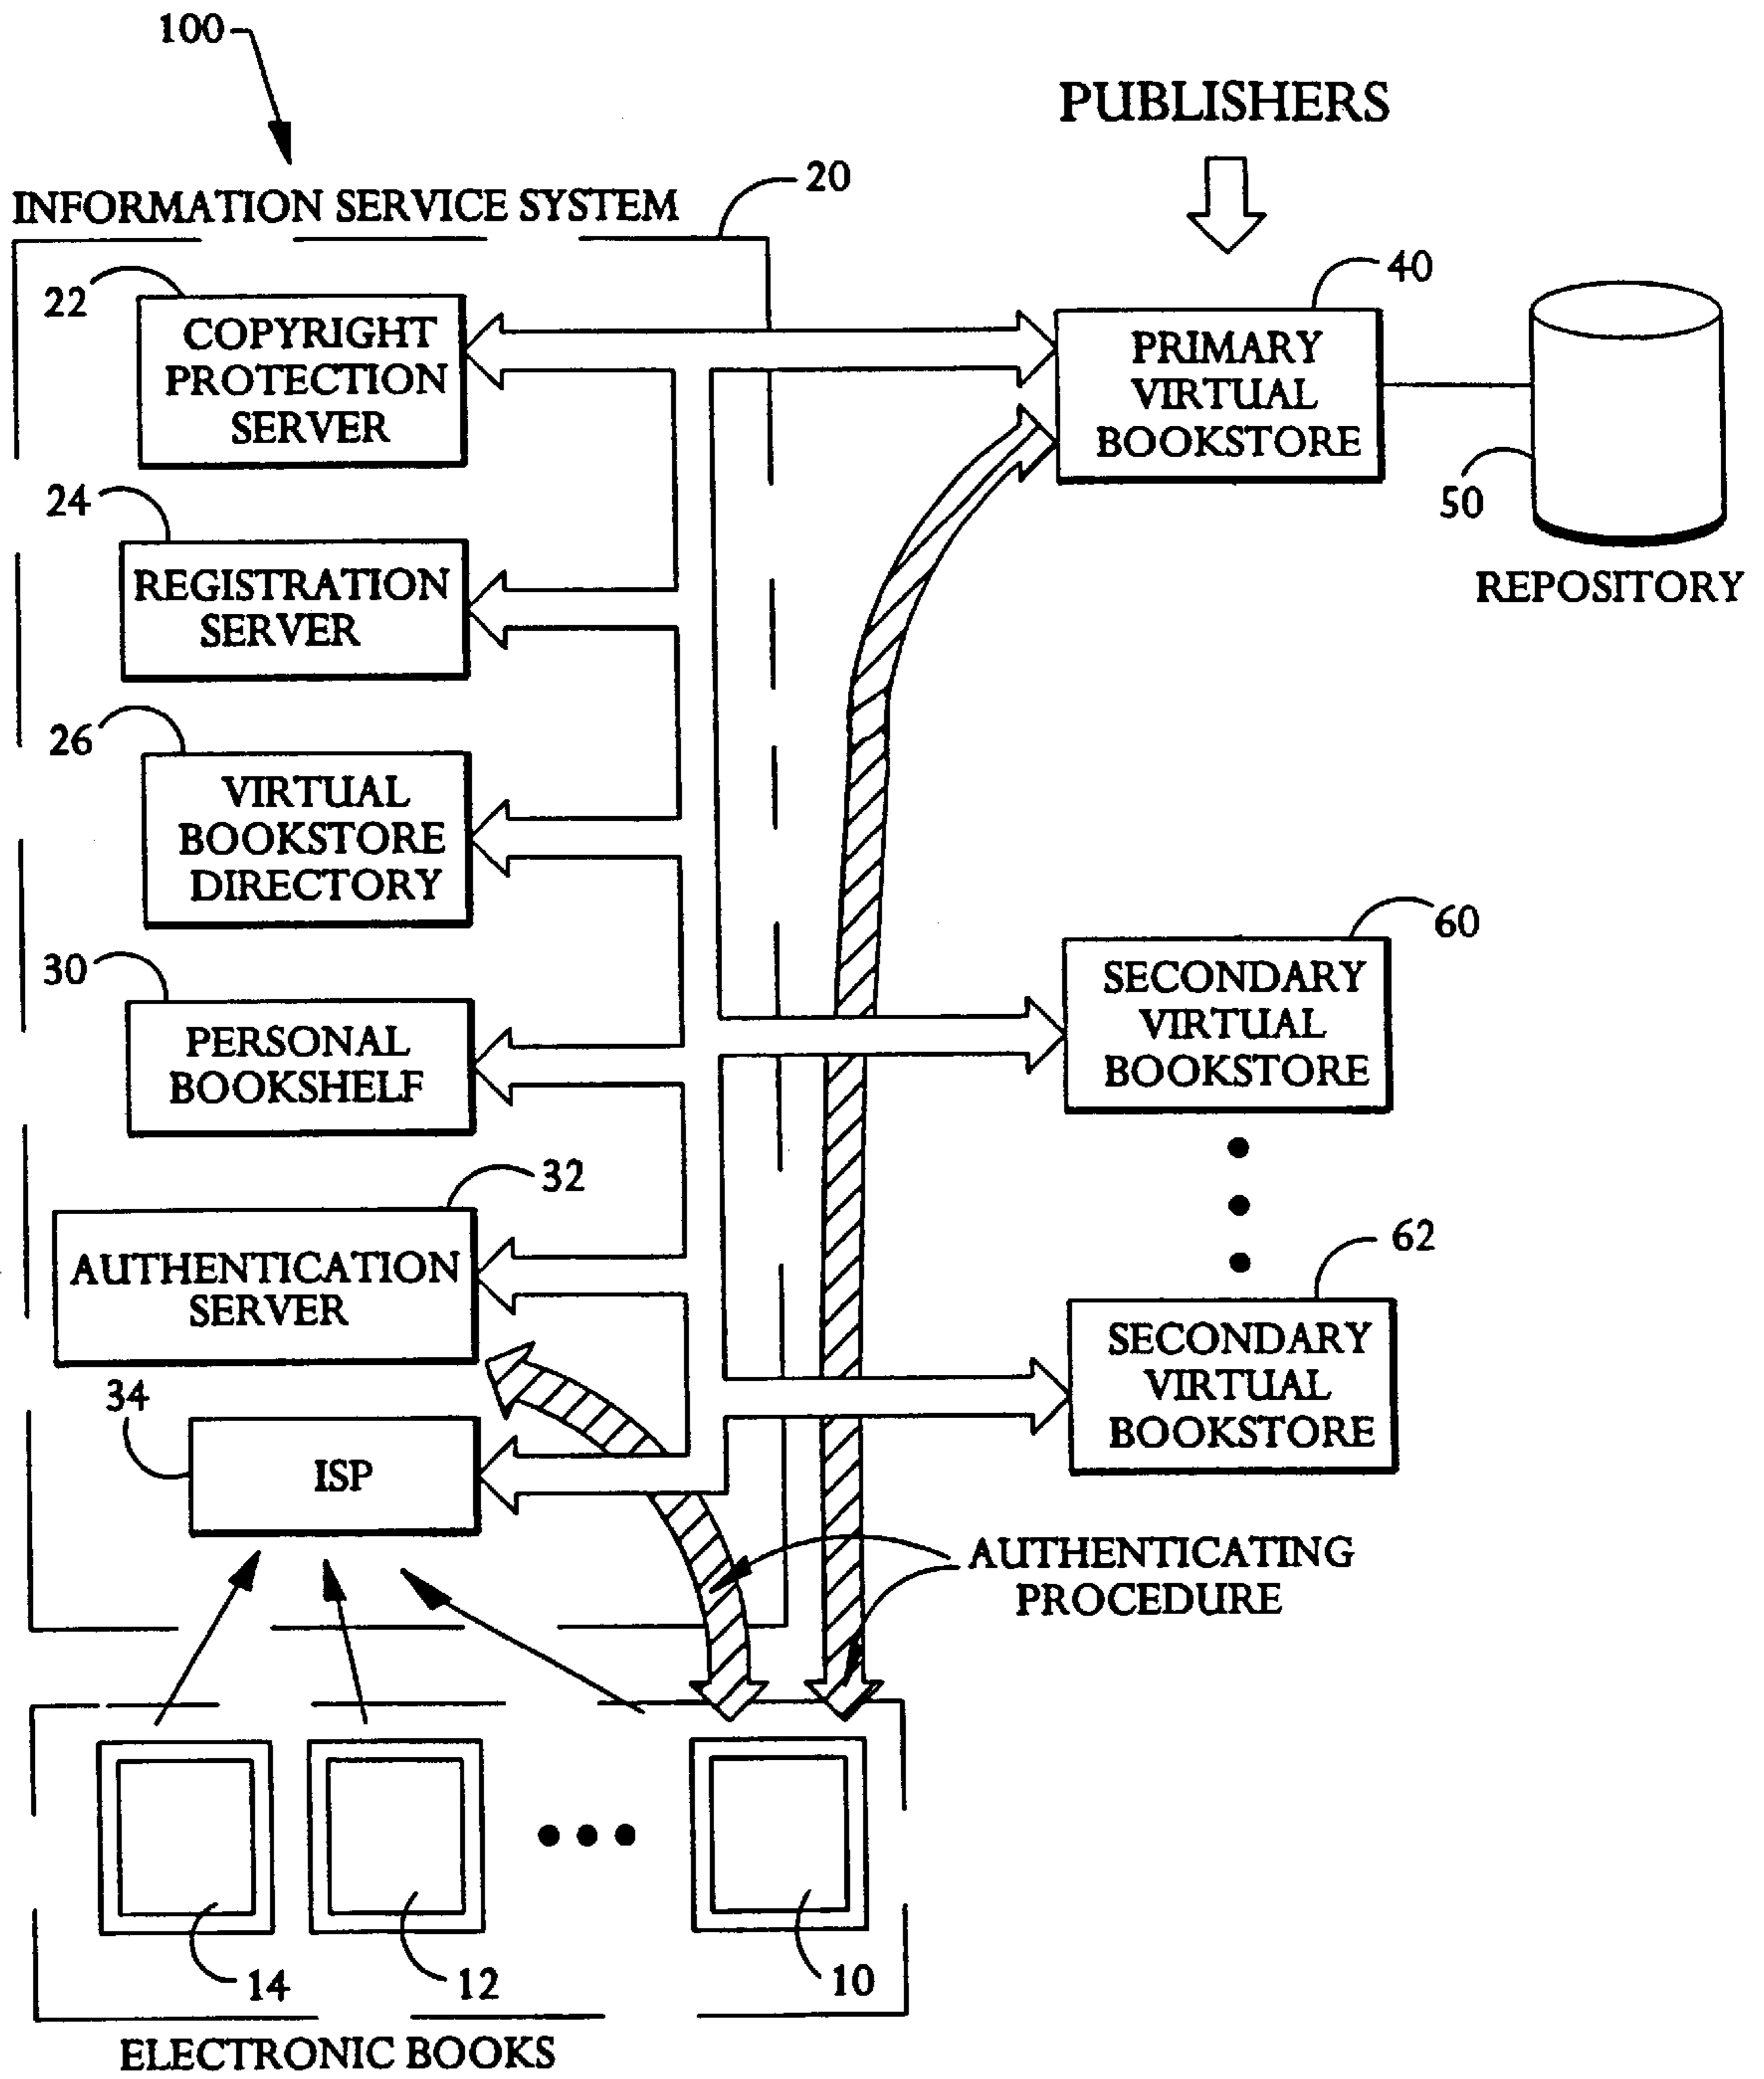 100
PUBLISHERS
INFORMATION SERVICE SYSTEM
20
22
COPYRIGHT
PROTECTION
SERVER
40
PRIMARY
VIRTUAL
BOOKSTORE
50
REPOSITORY
24
REGISTRATION
SERVER
26
VIRTUAL
BOOKSTORE
DIRECTORY
60
SECONDARY
VIRTUAL
BOOKSTORE
30
PERSONAL
BOOKSHELF
32
AUTHENTICATION
SERVER
62
SECONDARY
VIRTUAL
BOOKSTORE
34
ISP
AUTHENTICATING
PROCEDURE
14
12
10
ELECTRONIC BOOKS